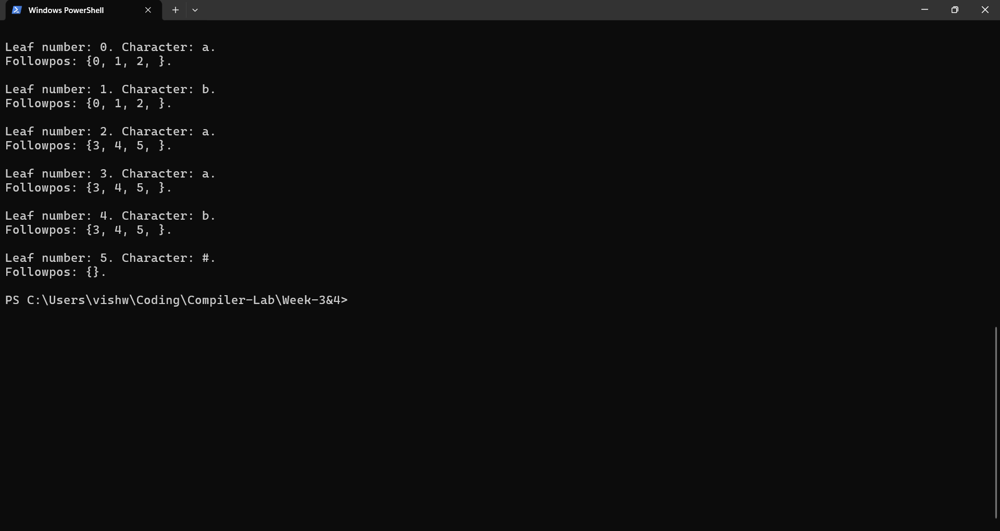 Windows PowerShell
Leaf number: 0. Character: a.
Followpos: {0, 1, 2, }.
Leaf number: 1. Character: b.
Followpos: {0, 1, 2, }.
Leaf number: 2. Character: a.
Followpos: {3, 4, 5, }.
Leaf number: 3. Character: a.
Followpos: {3, 4, 5, }.
Leaf number: 4. Character: b.
Followpos: {3, 4, 5, }.
Leaf number: 5. Character: #.
Followpos: {}.
PS C:\Users\vishw\Coding\Compiler-Lab\Week-3&4>